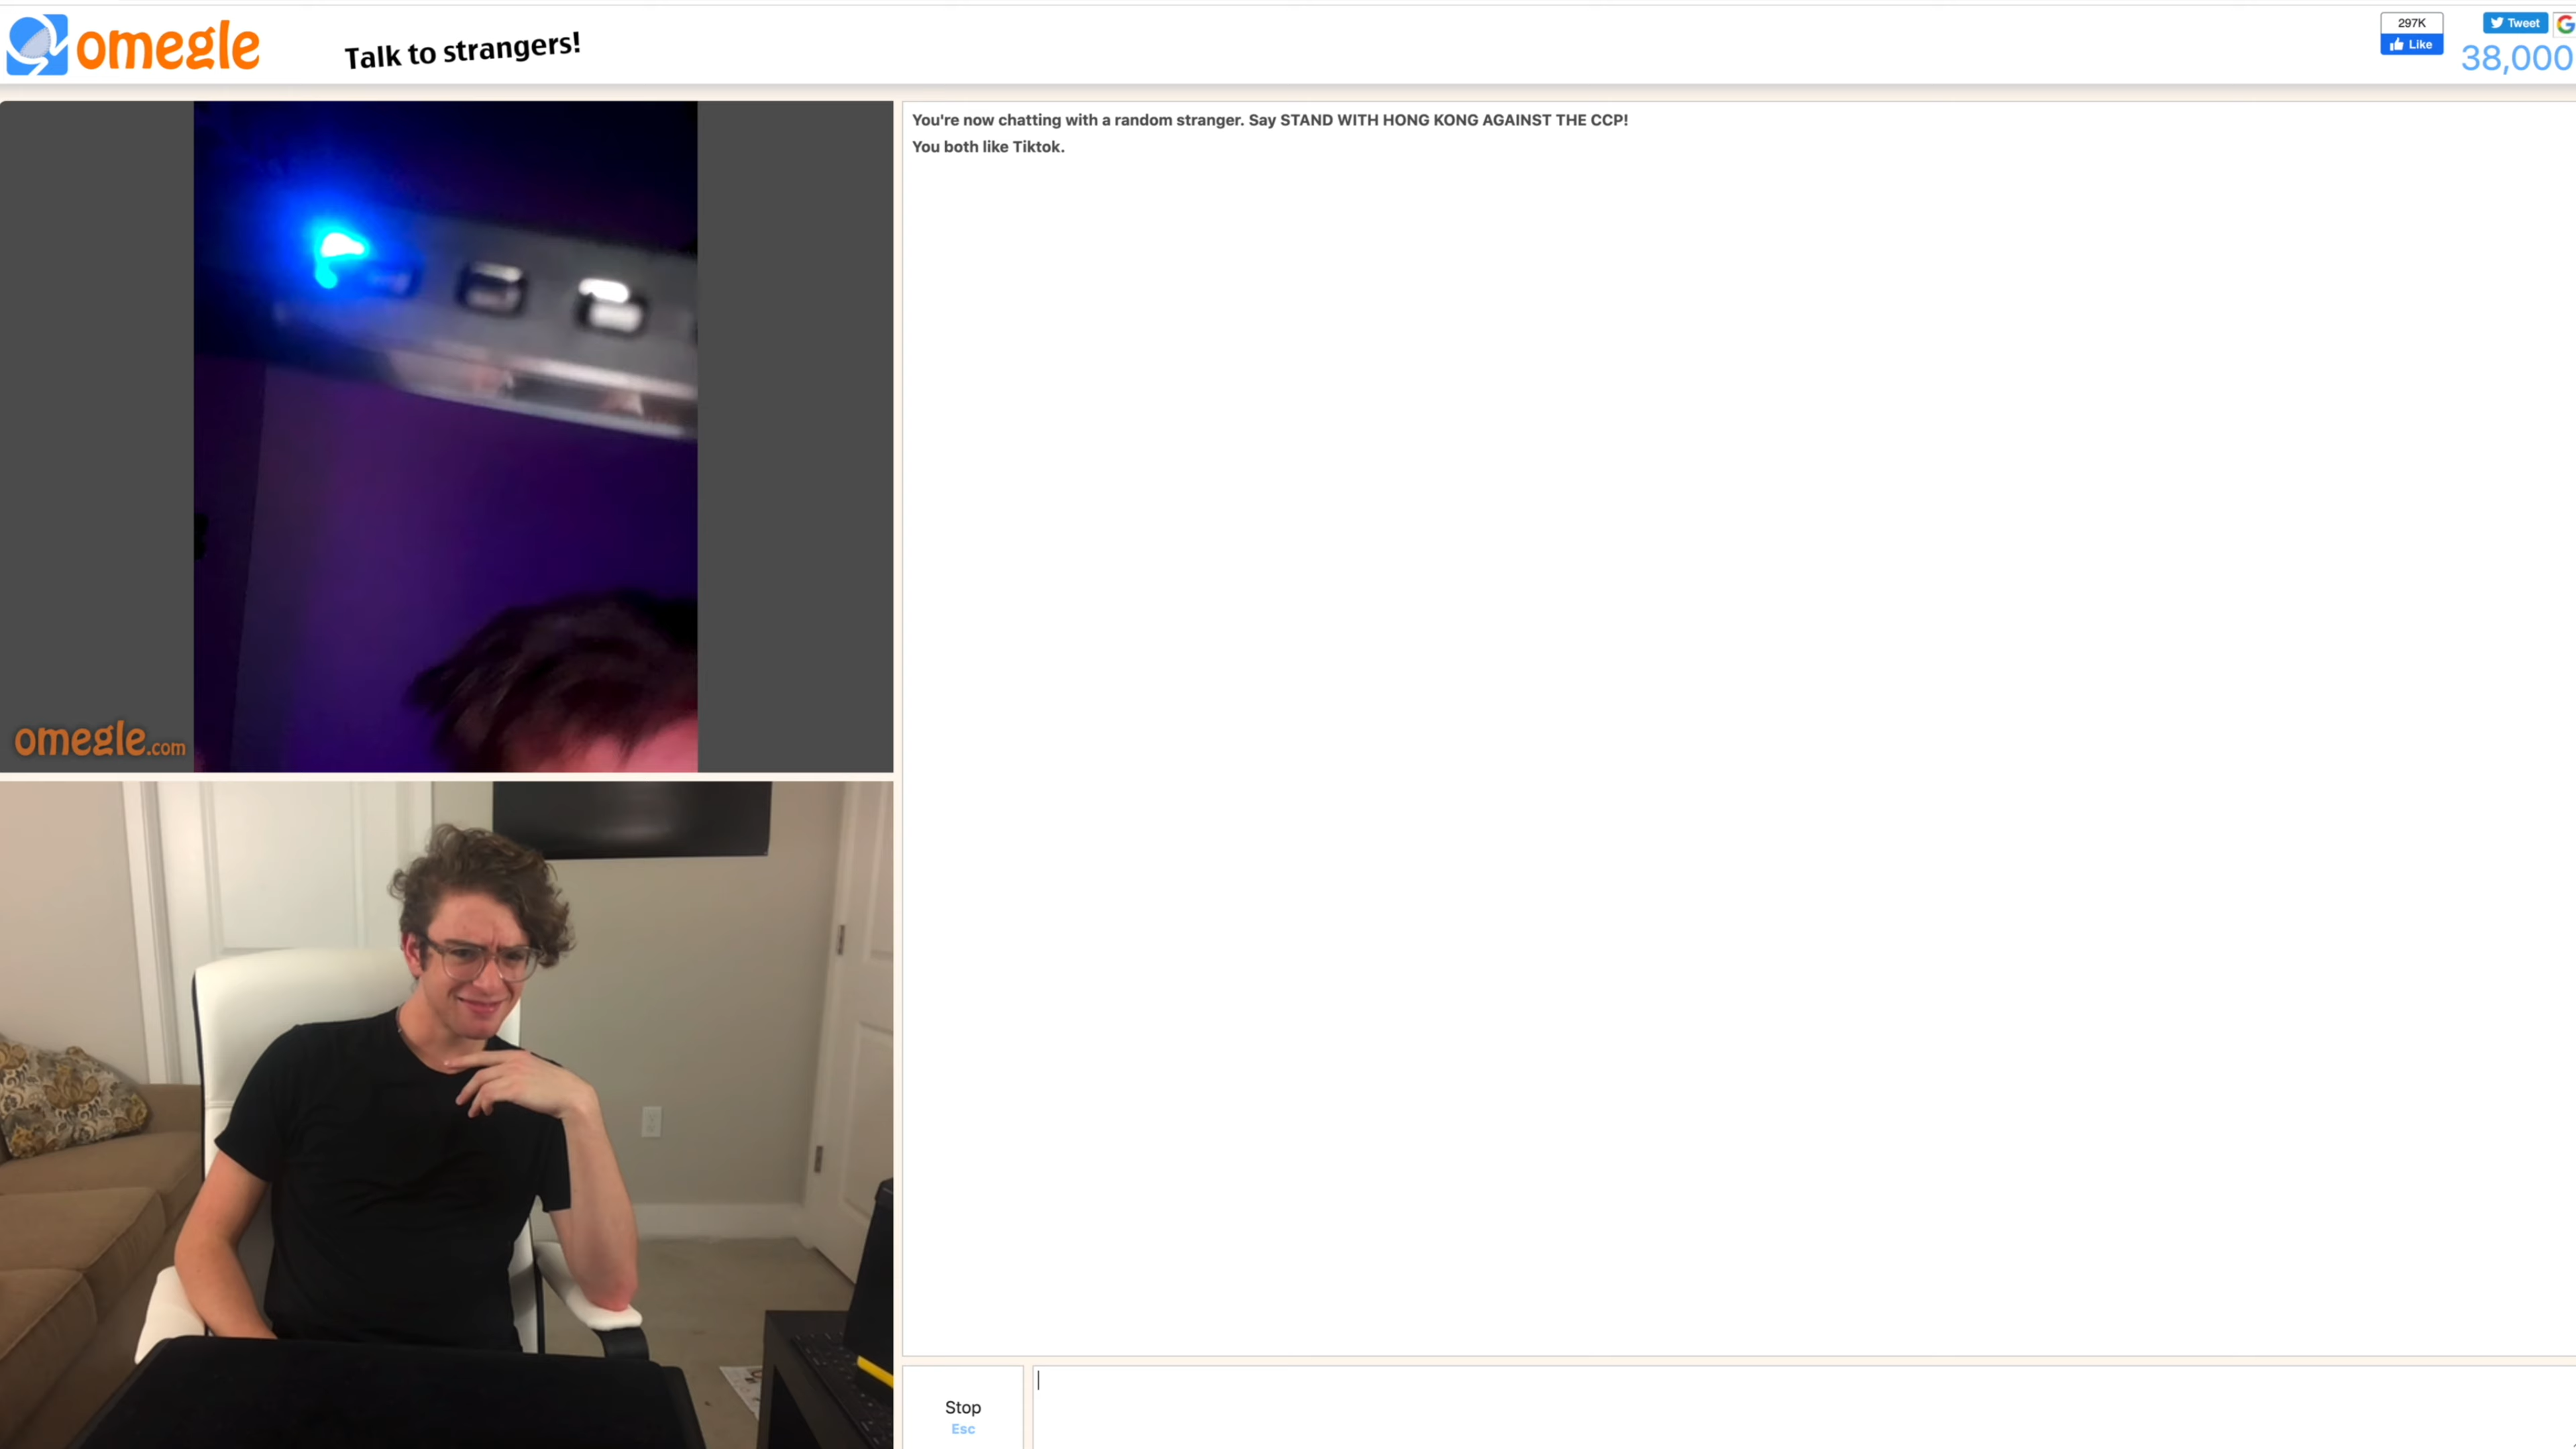 omegle
Talk to strangers!
297K
Like
Tweet
38,000
You're now chatting with a random stranger. Say STAND WITH HONG KONG AGAINST THE CCP!
You both like Tiktok.
omegle.com
Stop
Esc